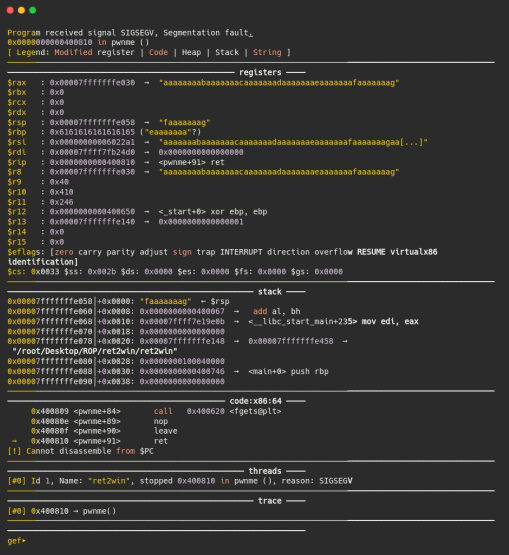 Program received signal SIGSEGV, Segmentation fault.
0x0000000000400810 in pwnme ()
[ Legend: Modified register | Code | Heap | Stack | String ]
registers
$rax : 0x00007fffffffe030 → "aaaaaaaabaaaaaaacaaaaaaadaaaaaaaeaaaaaaafaaaaaaag"
$rbx : 0x0
$rcx : 0x0
$rdx : 0x0
$rsp : 0x00007fffffffe058 → "faaaaaaag"
$rbp : 0x6161616161616165 ("eaaaaaaa"?)
$rsi : 0x00000000006022a1 → "aaaaaaabaaaaaaacaaaaaaadaaaaaaaeaaaaaaafaaaaaaagaa[...]"
$rdi : 0x00007ffff7fb24d0 → 0x0000000000000000
$rip : 0x0000000000400810 → <pwnme+91> ret
$r8 : 0x00007fffffffe030 → "aaaaaaaabaaaaaaacaaaaaaadaaaaaaaeaaaaaaafaaaaaaag"
$r9 : 0x40
$r10 : 0x410
$r11 : 0x246
$r12 : 0x0000000000400650 → <_start+0> xor ebp, ebp
$r13 : 0x00007fffffffe140 → 0x0000000000000001
$r14 : 0x0
$r15 : 0x0
$eflags: [zero carry parity adjust sign trap INTERRUPT direction overflow RESUME virtualx86
identification]
$cs: 0x0033 $ss: 0x002b $ds: 0x0000 $es: 0x0000 $fs: 0x0000 $gs: 0x0000
stack
0x00007fffffffe058│+0x0000: "faaaaaaag" ← $rsp
0x00007fffffffe060│+0x0008: 0x0000000000400067 → add al, bh
0x00007fffffffe068│+0x0010: 0x00007ffff7e19e0b → <__libc_start_main+235> mov edi, eax
0x00007fffffffe070│+0x0018: 0x0000000000000000
0x00007fffffffe078│+0x0020: 0x00007fffffffe148 → 0x00007fffffffe458 →
"/root/Desktop/ROP/ret2win/ret2win"
0x00007fffffffe080│+0x0028: 0x0000000100040000
0x00007fffffffe088│+0x0030: 0x0000000000400746 → <main+0> push rbp
0x00007fffffffe090│+0x0038: 0x0000000000000000
code:x86:64
0x400809 <pwnme+84> call 0x400620 <fgets@plt>
0x40080e <pwnme+89> nop
0x40080f <pwnme+90> leave
→ 0x400810 <pwnme+91> ret
[!] Cannot disassemble from $PC
threads
[#0] Id 1, Name: "ret2win", stopped 0x400810 in pwnme (), reason: SIGSEGV
trace
[#0] 0x400810 → pwnme()
gef➤